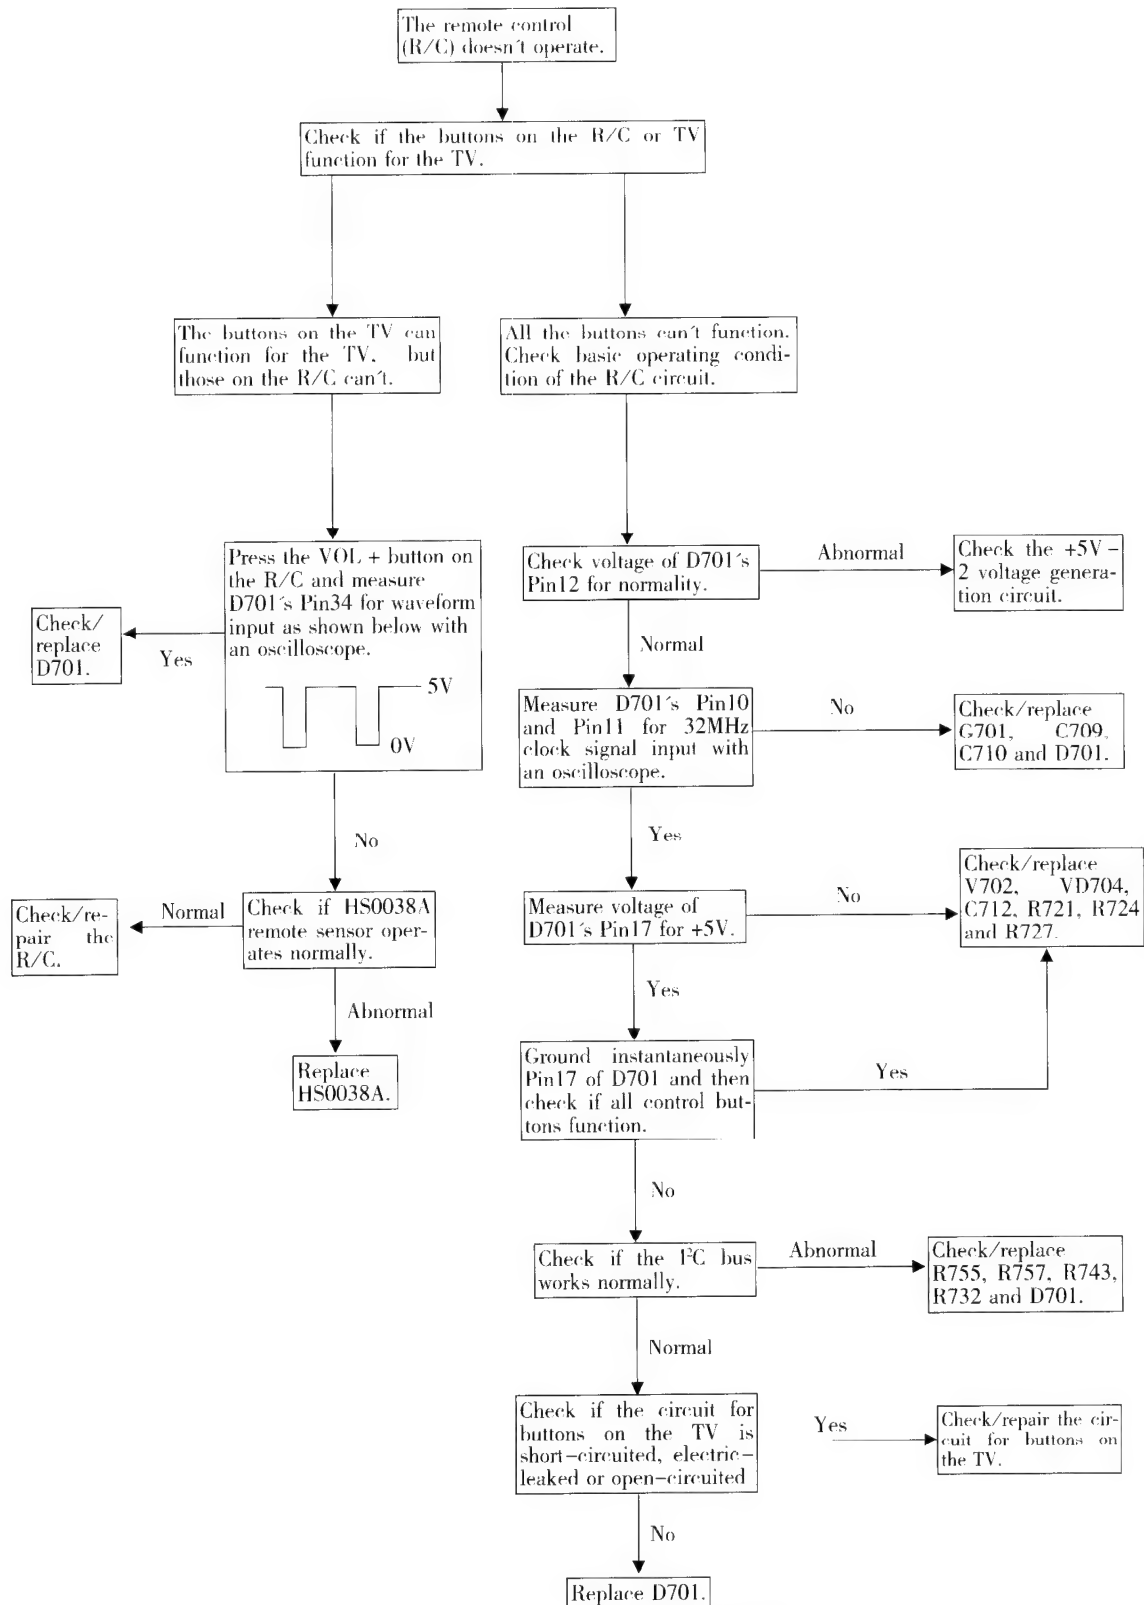 The remote control
(R/C) doesn´t operate.
Check if the buttons on the R/C or TV
function for the TV.
The buttons on the TV can
function for the TV, but
those on the R/C can´t.
All the buttons can´t function.
Check basic operating condi-
tion of the R/C circuit.
Press the VOL + button on
the R/C and measure
D701´s Pin34 for waveform
input as shown below with
an oscilloscope.
5V
0V
Yes
Check/
replace
D701.
No
Check if HS0038A
remote sensor oper-
ates normally.
Normal
Check/re-
pair the
R/C.
Abnormal
Replace
HS0038A.
Check voltage of D701´s
Pin12 for normality.
Abnormal
Check the +5V–
2 voltage genera-
tion circuit.
Normal
Measure D701´s Pin10
and Pin11 for 32MHz
clock signal input with
an oscilloscope.
No
Check/replace
G701, C709,
C710 and D701.
Yes
Measure voltage of
D701´s Pin17 for +5V.
No
Check/replace
V702, VD704,
C712, R721, R724
and R727.
Yes
Ground instantaneously
Pin17 of D701 and then
check if all control but-
tons function.
Yes
No
Check if the I²C bus
works normally.
Abnormal
Check/replace
R755, R757, R743,
R732 and D701.
Normal
Check if the circuit for
buttons on the TV is
short–circuited, electric–
leaked or open–circuited
Yes
Check/repair the cir-
cuit for buttons on
the TV.
No
Replace D701.